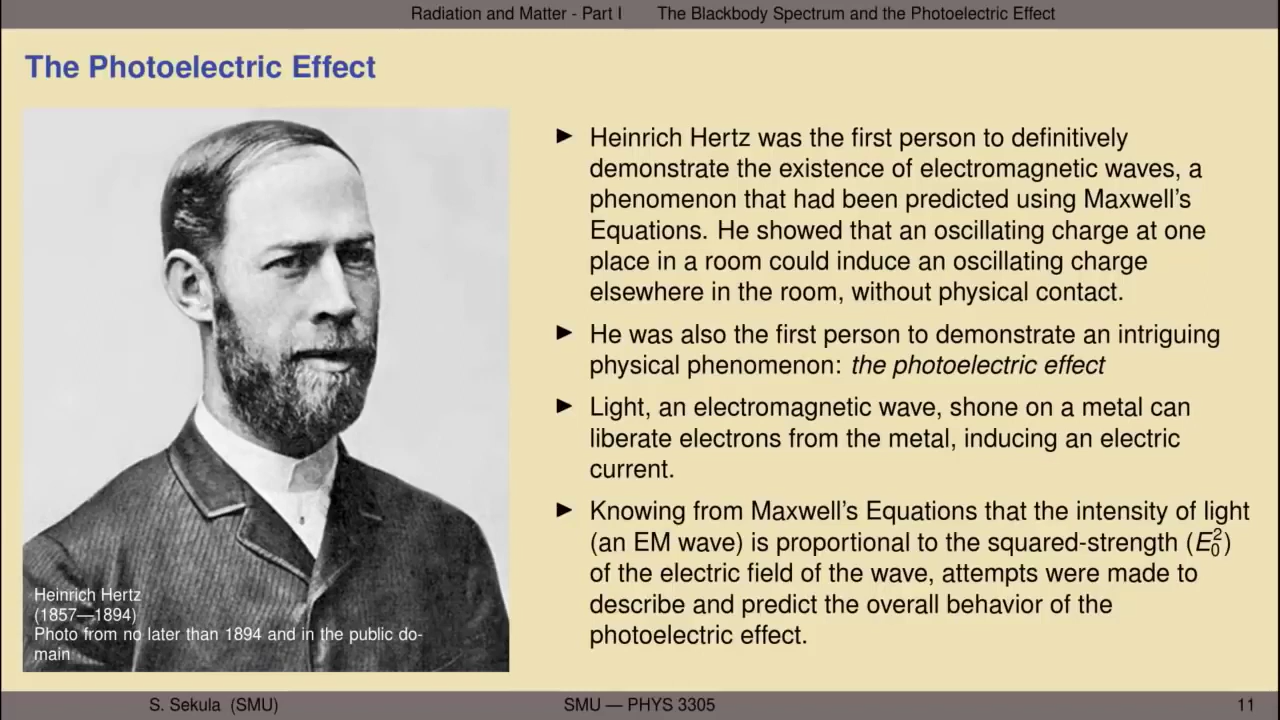 Radiation and Matter - Part I The Blackbody Spectrum and the Photoelectric Effect
The Photoelectric Effect
Heinrich Hertz
(1857—1894)
Photo from no later than 1894 and in the public do-
main
► Heinrich Hertz was the first person to definitively
demonstrate the existence of electromagnetic waves, a
phenomenon that had been predicted using Maxwell's
Equations. He showed that an oscillating charge at one
place in a room could induce an oscillating charge
elsewhere in the room, without physical contact.
► He was also the first person to demonstrate an intriguing
physical phenomenon: the photoelectric effect
► Light, an electromagnetic wave, shone on a metal can
liberate electrons from the metal, inducing an electric
current.
► Knowing from Maxwell's Equations that the intensity of light
(an EM wave) is proportional to the squared-strength (E₀²)
of the electric field of the wave, attempts were made to
describe and predict the overall behavior of the
photoelectric effect.
S. Sekula (SMU) SMU — PHYS 3305 11